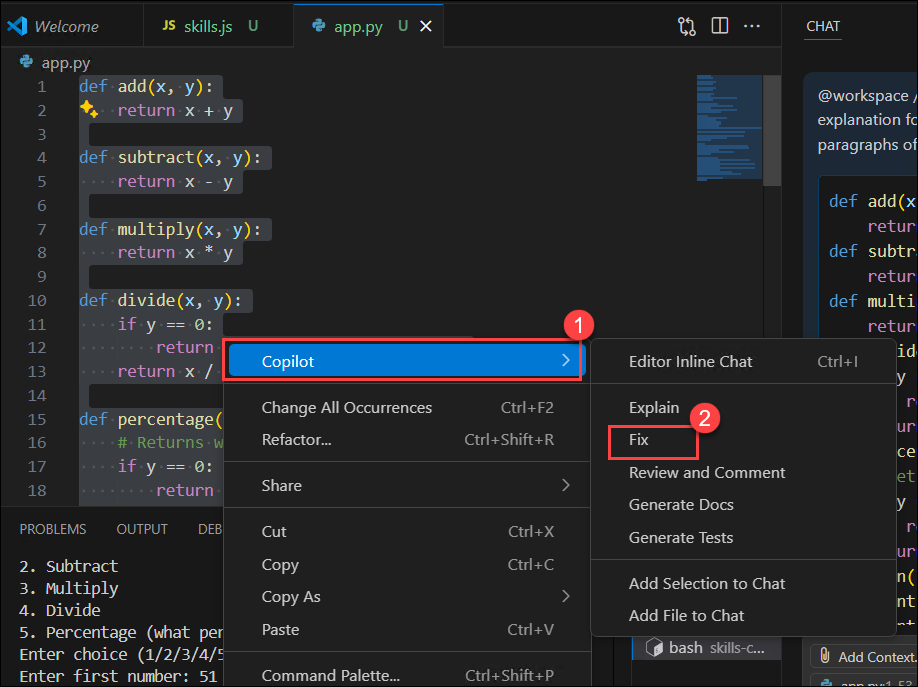 Welcome
JS skills.js U
app.py U
CHAT
app.py
1 def add(x, y):
2 return x + y
3
4 def subtract(x, y):
5 return x - y
6
7 def multiply(x, y):
8 return x * y
9
10 def divide(x, y):
11 if y == 0:
12 return
13 return x /
14
15 def percentage(
16 # Returns w
17 if y == 0:
18 return
@workspace /
explanation fo
paragraphs of
def add(x
retur
def subtr
retur
def multi
retur
1
Copilot
Change All Occurrences Ctrl+F2
Refactor... Ctrl+Shift+R
Share
Cut Ctrl+X
Copy Ctrl+C
Copy As
Paste Ctrl+V
Command Palette... Ctrl+Shift+P
Editor Inline Chat Ctrl+I
Explain
2
Fix
Review and Comment
Generate Docs
Generate Tests
Add Selection to Chat
Add File to Chat
PROBLEMS OUTPUT DEB
2. Subtract
3. Multiply
4. Divide
5. Percentage (what per
Enter choice (1/2/3/4/5
Enter first number: 51
bash skills-c...
Add Context.
app.py:1-53